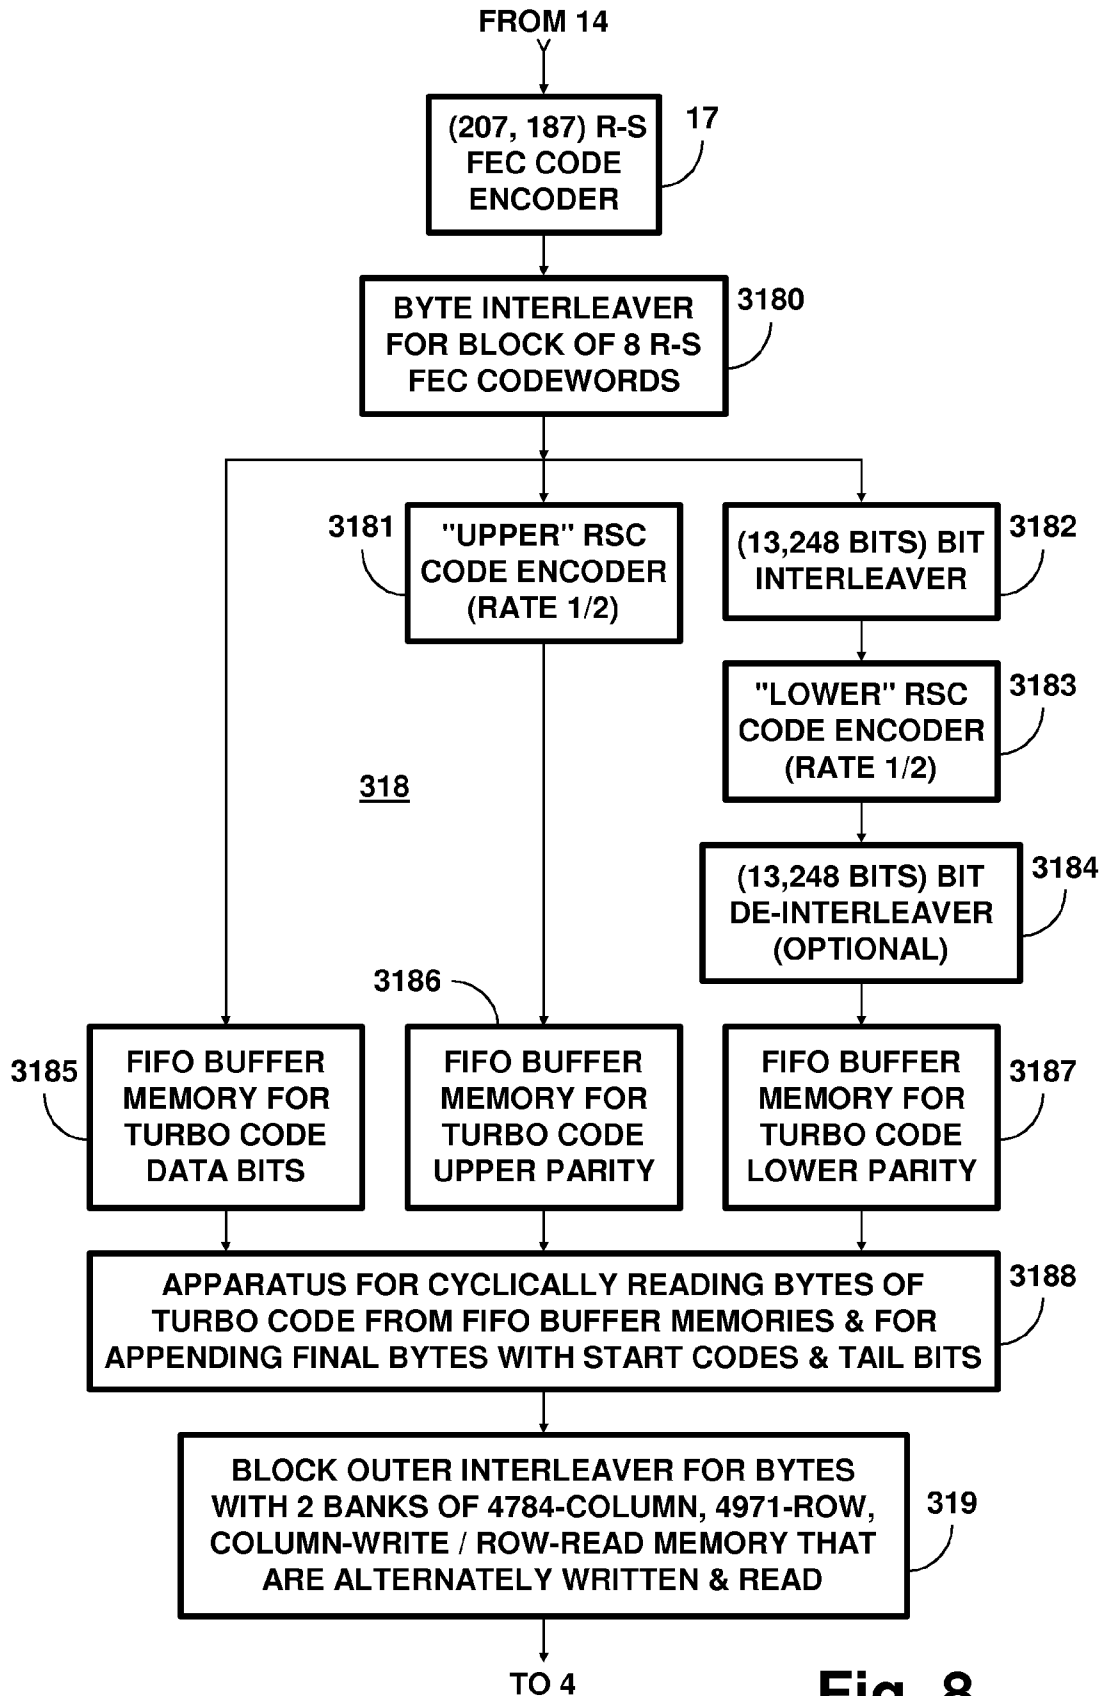 FROM 14
(207, 187) R-S
FEC CODE
ENCODER
17
BYTE INTERLEAVER
FOR BLOCK OF 8 R-S
FEC CODEWORDS
3180
3181
"UPPER" RSC
CODE ENCODER
(RATE 1/2)
(13,248 BITS) BIT
INTERLEAVER
3182
"LOWER" RSC
CODE ENCODER
(RATE 1/2)
3183
318
(13,248 BITS) BIT
DE-INTERLEAVER
(OPTIONAL)
3184
3185
FIFO BUFFER
MEMORY FOR
TURBO CODE
DATA BITS
3186
FIFO BUFFER
MEMORY FOR
TURBO CODE
UPPER PARITY
FIFO BUFFER
MEMORY FOR
TURBO CODE
LOWER PARITY
3187
APPARATUS FOR CYCLICALLY READING BYTES OF
TURBO CODE FROM FIFO BUFFER MEMORIES & FOR
APPENDING FINAL BYTES WITH START CODES & TAIL BITS
3188
BLOCK OUTER INTERLEAVER FOR BYTES
WITH 2 BANKS OF 4784-COLUMN, 4971-ROW,
COLUMN-WRITE / ROW-READ MEMORY THAT
ARE ALTERNATELY WRITTEN & READ
319
TO 4
Fig. 8